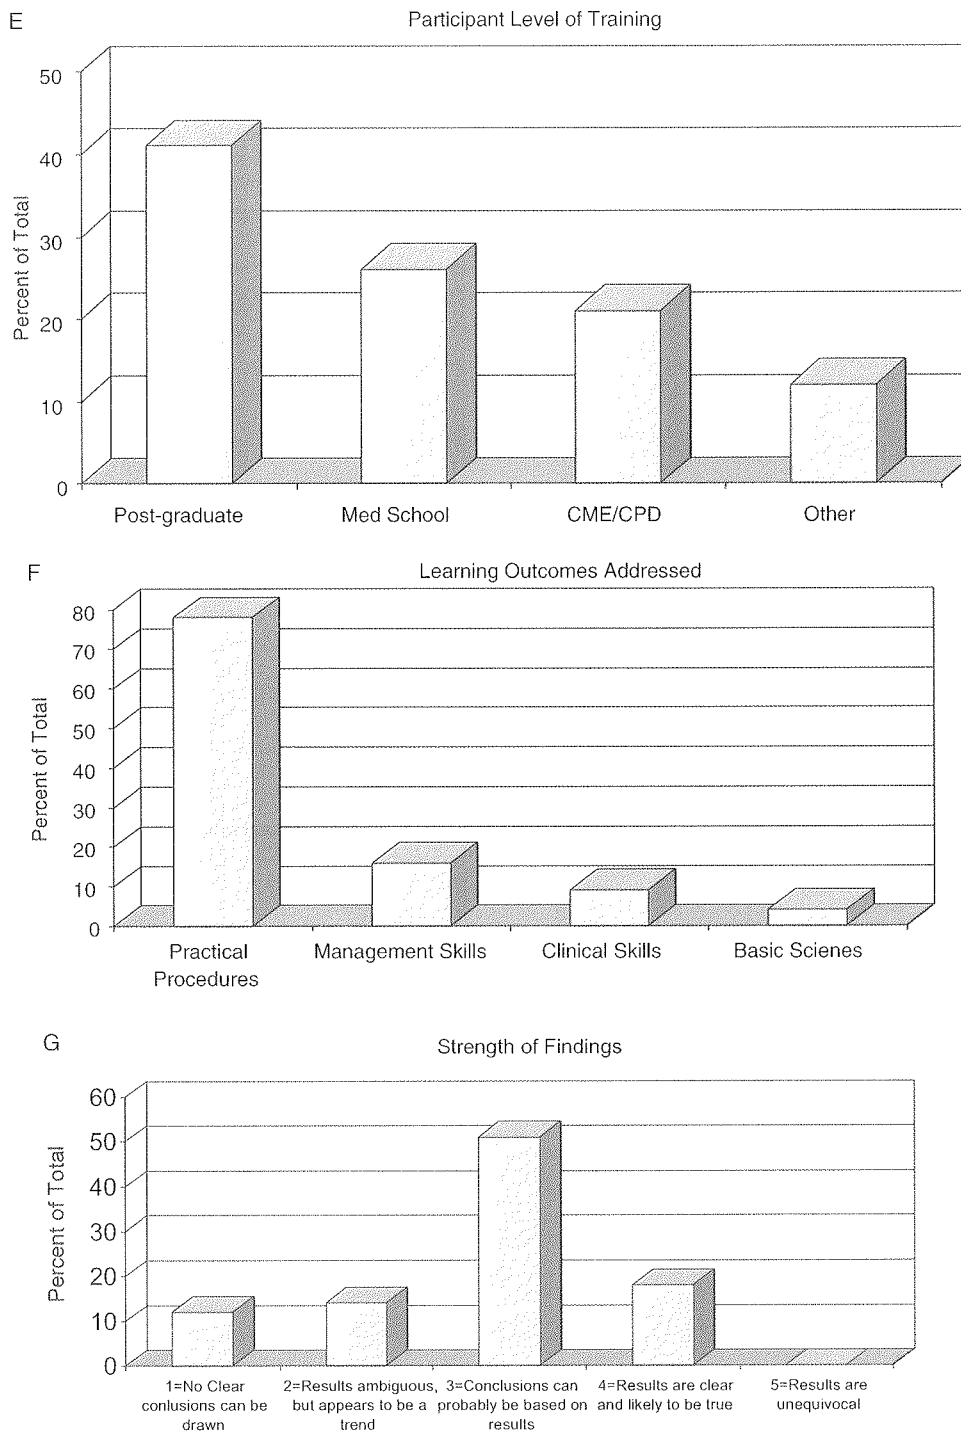 E
Participant Level of Training
Percent of Total
50
40
30
20
10
0
Post-graduate
Med School
CME/CPD
Other
F
Learning Outcomes Addressed
Percent of Total
80
70
60
50
40
30
20
10
0
Practical
Procedures
Management Skills
Clinical Skills
Basic Scienes
G
Strength of Findings
Percent of Total
60
50
40
30
20
10
0
1=No Clear
conlusions can be
drawn
2=Results ambiguous,
but appears to be a
trend
3=Conclusions can
probably be based on
results
4=Results are clear
and likely to be true
5=Results are
unequivocal